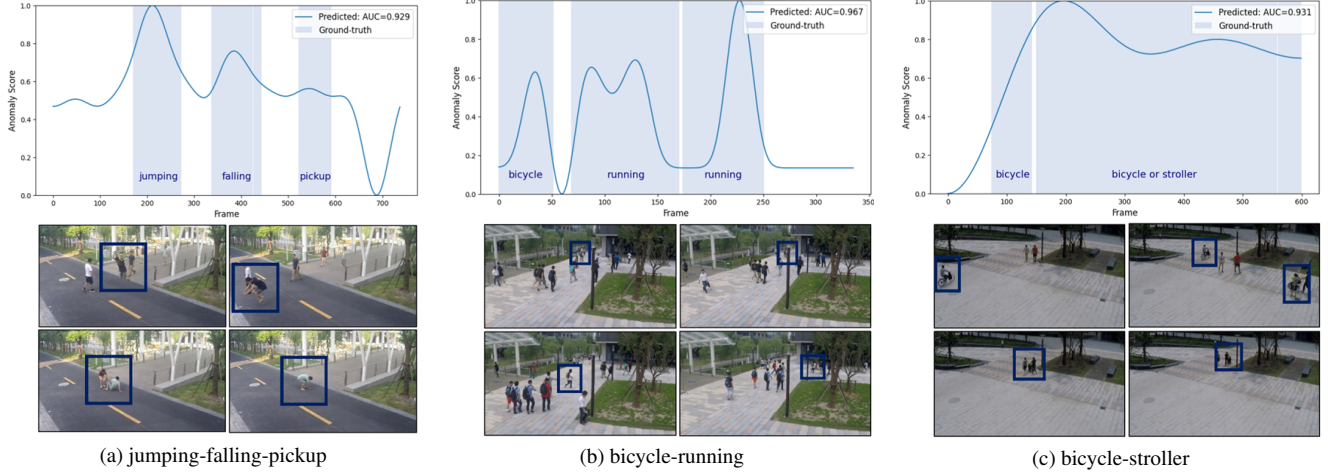 Predicted: AUC=0.929
Ground-truth
Anomaly Score
1.0
0.8
0.6
0.4
0.2
0.0
jumping
falling
pickup
0 100 200 300 400 500 600 700
Frame
Predicted: AUC=0.967
Ground-truth
Anomaly Score
1.0
0.8
0.6
0.4
0.2
0.0
bicycle
running
running
0 50 100 150 200 250 300 350
Frame
Predicted: AUC=0.931
Ground-truth
Anomaly Score
1.0
0.8
0.6
0.4
0.2
0.0
bicycle
bicycle or stroller
0 100 200 300 400 500 600
Frame
(a) jumping-falling-pickup
(b) bicycle-running
(c) bicycle-stroller